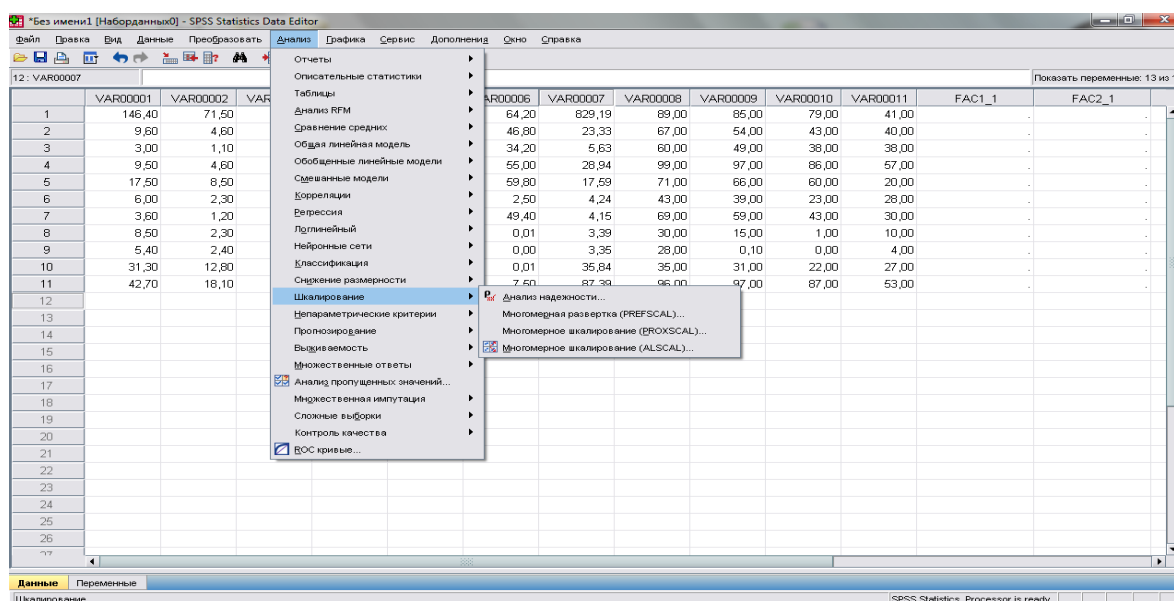 *Без имени1 [Наборданных0] - SPSS Statistics Data Editor
Файл Правка Вид Данные Преобразовать Анализ Графика Сервис Дополнения Окно Справка
12 : VAR00007
Показать переменные: 13 из
VAR00001 VAR00002 VAR AR00006 VAR00007 VAR00008 VAR00009 VAR00010 VAR00011 FAC1_1 FAC2_1
1 146,40 71,50 64,20 829,19 89,00 85,00 79,00 41,00 . .
2 9,60 4,60 46,80 23,33 67,00 54,00 43,00 40,00 . .
3 3,00 1,10 34,20 5,63 60,00 49,00 38,00 38,00 . .
4 9,50 4,60 55,00 28,94 99,00 97,00 86,00 57,00 . .
5 17,50 8,50 59,80 17,59 71,00 66,00 60,00 20,00 . .
6 6,00 2,30 2,50 4,24 43,00 39,00 23,00 28,00 . .
7 3,60 1,20 49,40 4,15 69,00 59,00 43,00 30,00 . .
8 8,50 2,30 0,01 3,39 30,00 15,00 1,00 10,00 . .
9 5,40 2,40 0,00 3,35 28,00 0,10 0,00 4,00 . .
10 31,30 12,80 0,01 35,84 35,00 31,00 22,00 27,00 . .
11 42,70 18,10 7,50 87,39 96,00 97,00 87,00 53,00 . .
12
13
14
15
16
17
18
19
20
21
22
23
24
25
26
27
Отчеты
Описательные статистики
Таблицы
Анализ RFM
Сравнение средних
Общая линейная модель
Обобщенные линейные модели
Смешанные модели
Корреляции
Регрессия
Логлинейный
Нейронные сети
Классификация
Снижение размерности
Шкалирование
Непараметрические критерии
Прогнозирование
Выживаемость
Множественные ответы
Анализ пропущенных значений...
Множественная импутация
Сложные выборки
Контроль качества
ROC кривые...
Анализ надежности...
Многомерная развертка (PREFSCAL)...
Многомерное шкалирование (PROXSCAL)...
Многомерное шкалирование (ALSCAL)...
Данные Переменные
Шкалирование
SPSS Statistics Processor is ready